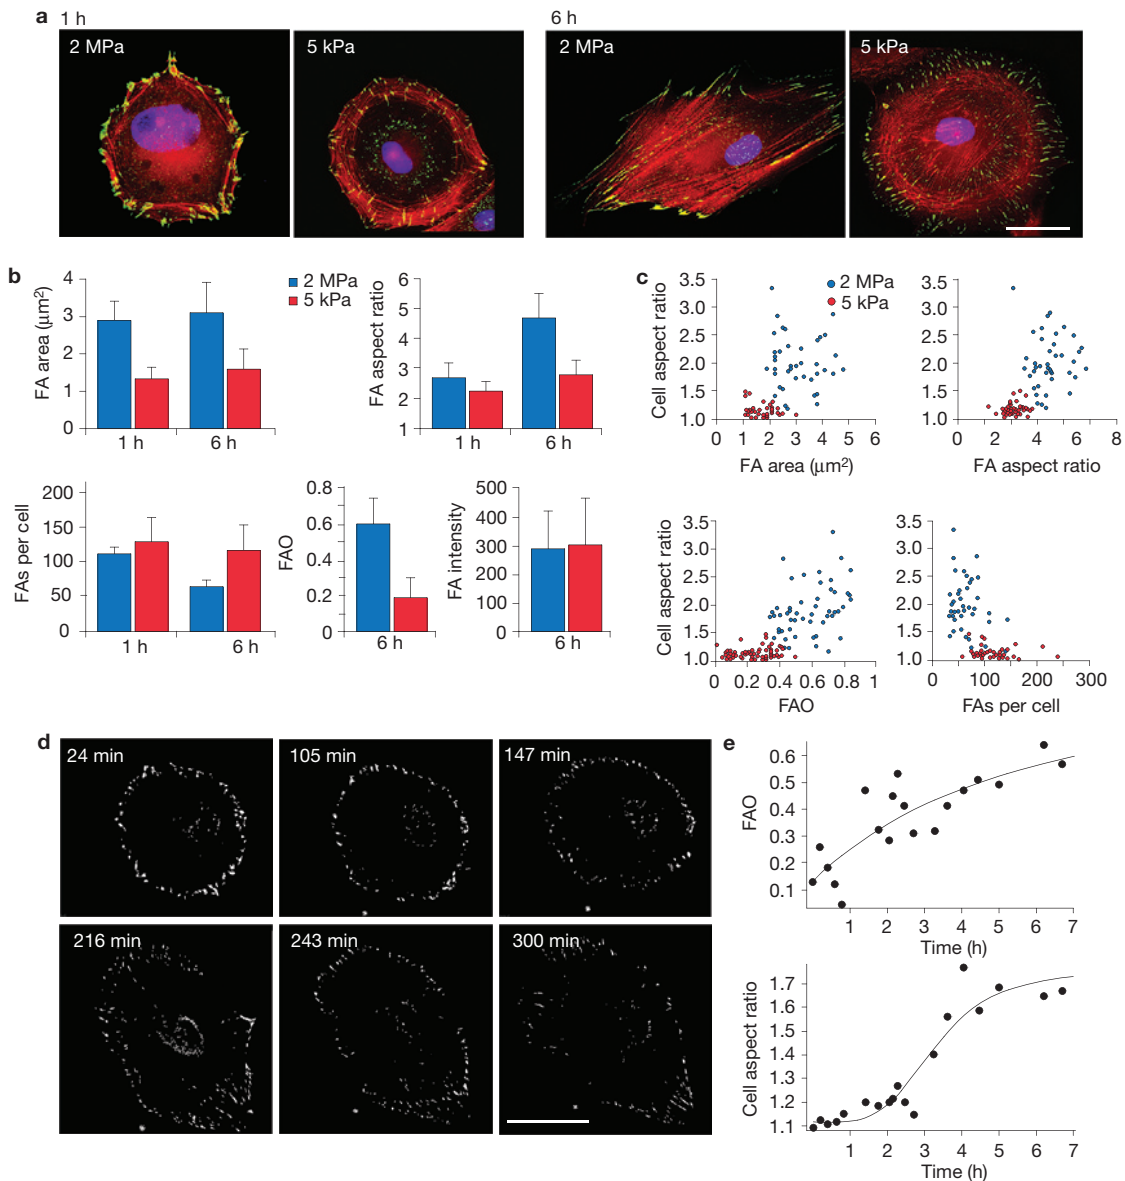 a 1 h 6 h
2 MPa 5 kPa 2 MPa 5 kPa
b
FA area (μm²)
4
3
2
1
0
1 h 6 h
2 MPa
5 kPa
FA aspect ratio
6
5
4
3
2
1
1 h 6 h
FAs per cell
200
150
100
50
0
1 h 6 h
FAO
0.8
0.6
0.4
0.2
0
6 h
FA intensity
500
400
300
200
100
0
6 h
c
Cell aspect ratio
3.5
3.0
2.5
2.0
1.5
1.0
0 1 2 3 4 5 6
FA area (μm²)
2 MPa
5 kPa
3.5
3.0
2.5
2.0
1.5
1.0
0 2 4 6 8
FA aspect ratio
Cell aspect ratio
3.5
3.0
2.5
2.0
1.5
1.0
0 0.2 0.4 0.6 0.8 1
FAO
3.5
3.0
2.5
2.0
1.5
1.0
0 100 200 300
FAs per cell
d
24 min 105 min 147 min
216 min 243 min 300 min
e
FAO
0.6
0.5
0.4
0.3
0.2
0.1
1 2 3 4 5 6 7
Time (h)
Cell aspect ratio
1.7
1.6
1.5
1.4
1.3
1.2
1.1
1 2 3 4 5 6 7
Time (h)